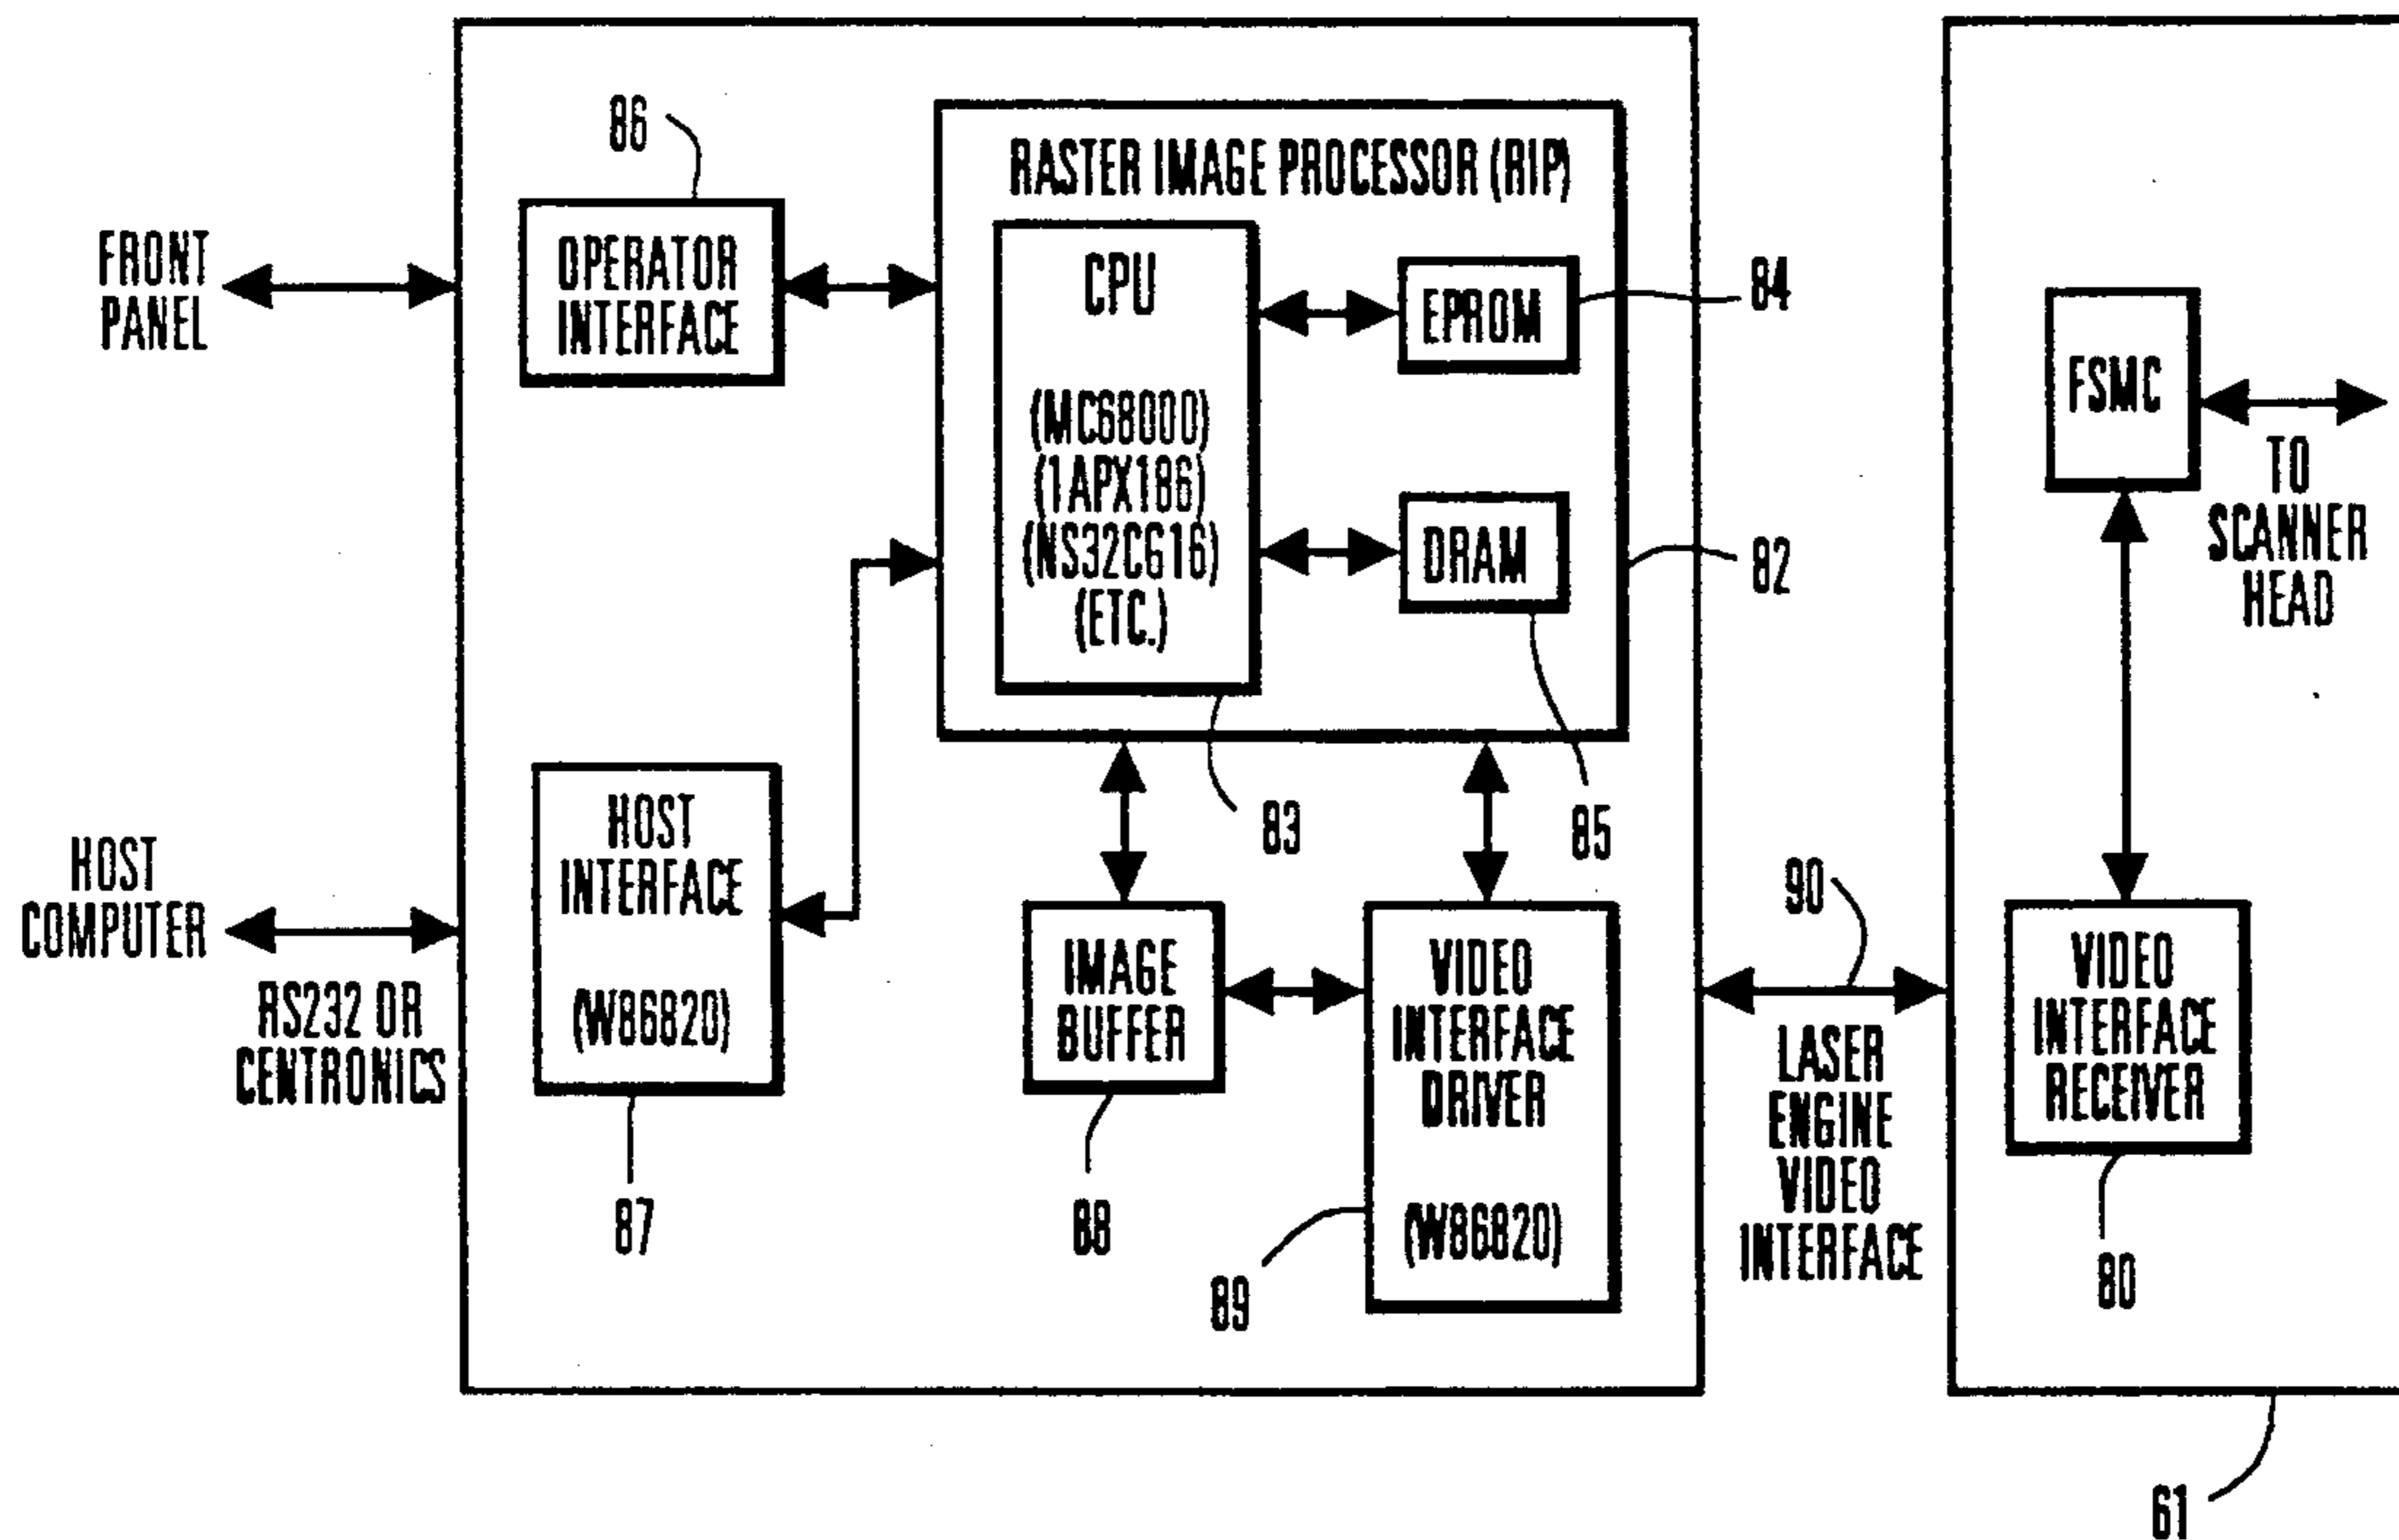 86
RASTER IMAGE PROCESSOR (RIP)
FRONT
PANEL
OPERATOR
INTERFACE
CPU
(MC68000)
(1APX186)
(NS32CG16)
(ETC.)
EPROM
84
DRAM
82
FSMC
TO
SCANNER
HEAD
HOST
COMPUTER
RS232 OR
CENTRONICS
HOST
INTERFACE
(W86820)
87
83
85
IMAGE
BUFFER
88
VIDEO
INTERFACE
DRIVER
(W86820)
89
90
LASER
ENGINE
VIDEO
INTERFACE
VIDEO
INTERFACE
RECEIVER
80
61